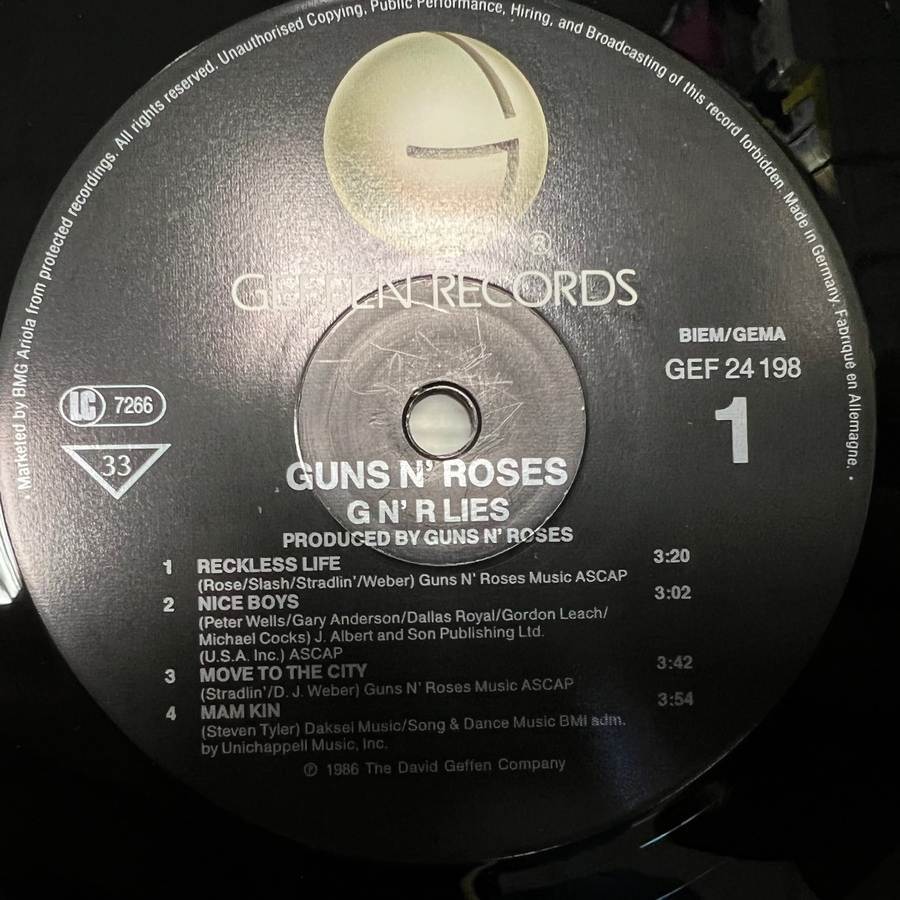 Marketed by BMG Ariola from protected recordings. All rights reserved. Unauthorised Copying, Public Performance, Hiring, and Broadcasting of this record forbidden. Made in Germany. Fabriqué en Allemagne.
G
®
GEFFEN RECORDS
BIEM/GEMA
GEF 24 198
LC 7266
1
33
GUNS N' ROSES
G N' R LIES
PRODUCED BY GUNS N' ROSES
1 RECKLESS LIFE 3:20
(Rose/Slash/Stradlin'/Weber) Guns N' Roses Music ASCAP
2 NICE BOYS 3:02
(Peter Wells/Gary Anderson/Dallas Royal/Gordon Leach/
Michael Cocks) J. Albert and Son Publishing Ltd.
(U.S.A. Inc.) ASCAP
3 MOVE TO THE CITY 3:42
(Stradlin'/D. J. Weber) Guns N' Roses Music ASCAP
4 MAM KIN 3:54
(Steven Tyler) Daksel Music/Song & Dance Music BMI adm.
by Unichappell Music, Inc.
℗ 1986 The David Geffen Company